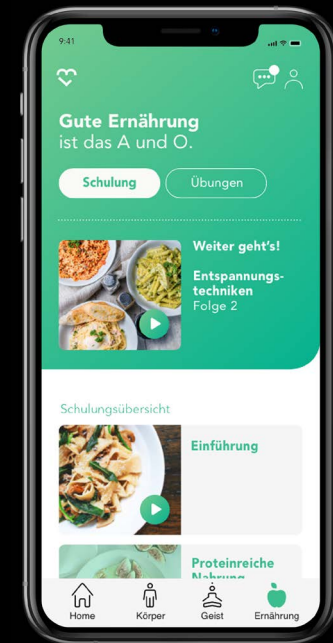 9:41
Gute Ernährung
ist das A und O.
Schulung
Übungen
Weiter geht's!
Entspannungs-
techniken
Folge 2
Schulungsübersicht
Einführung
Proteinreiche
Nahrung
Home
Körper
Geist
Ernährung